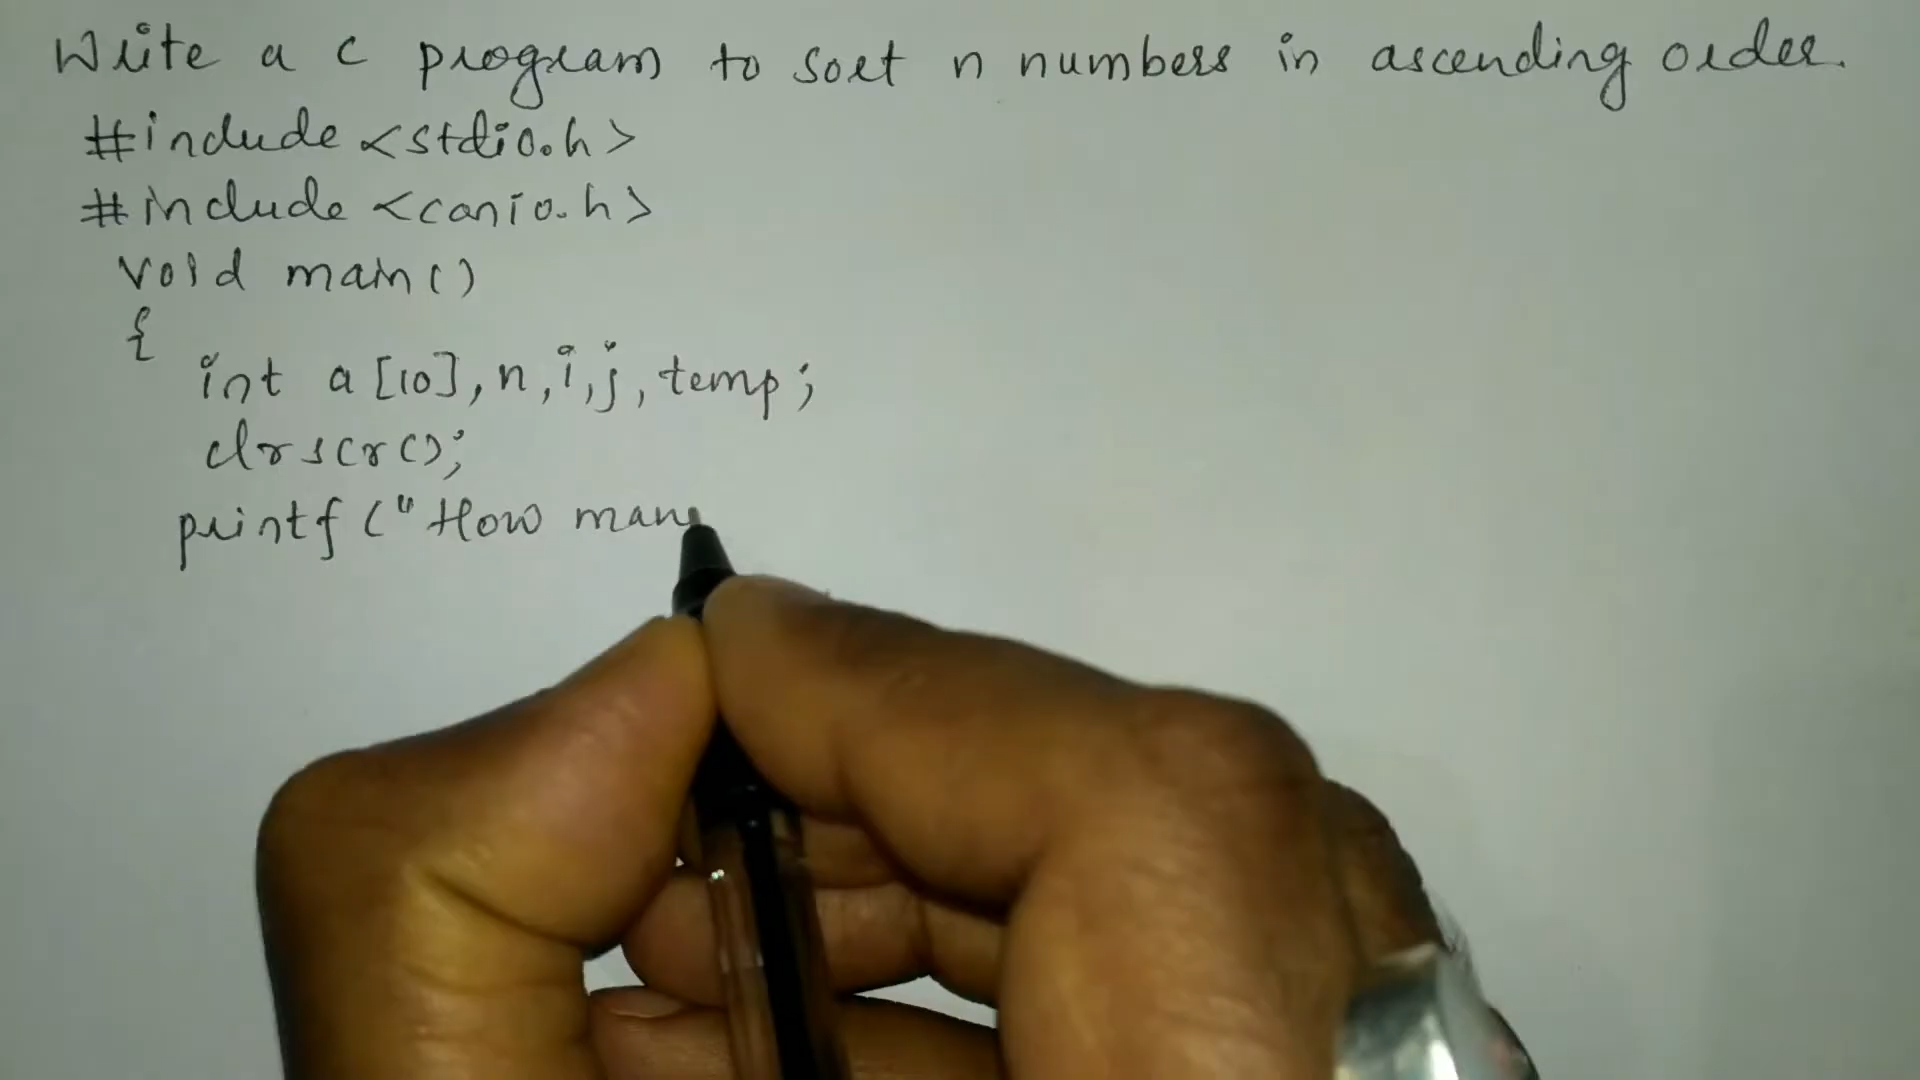 Write a c program to sort n numbers in ascending order.
#include <stdio.h>
#include <conio.h>
void main()
{
int a[10],n,i,j,temp;
clrscr();
printf("How man